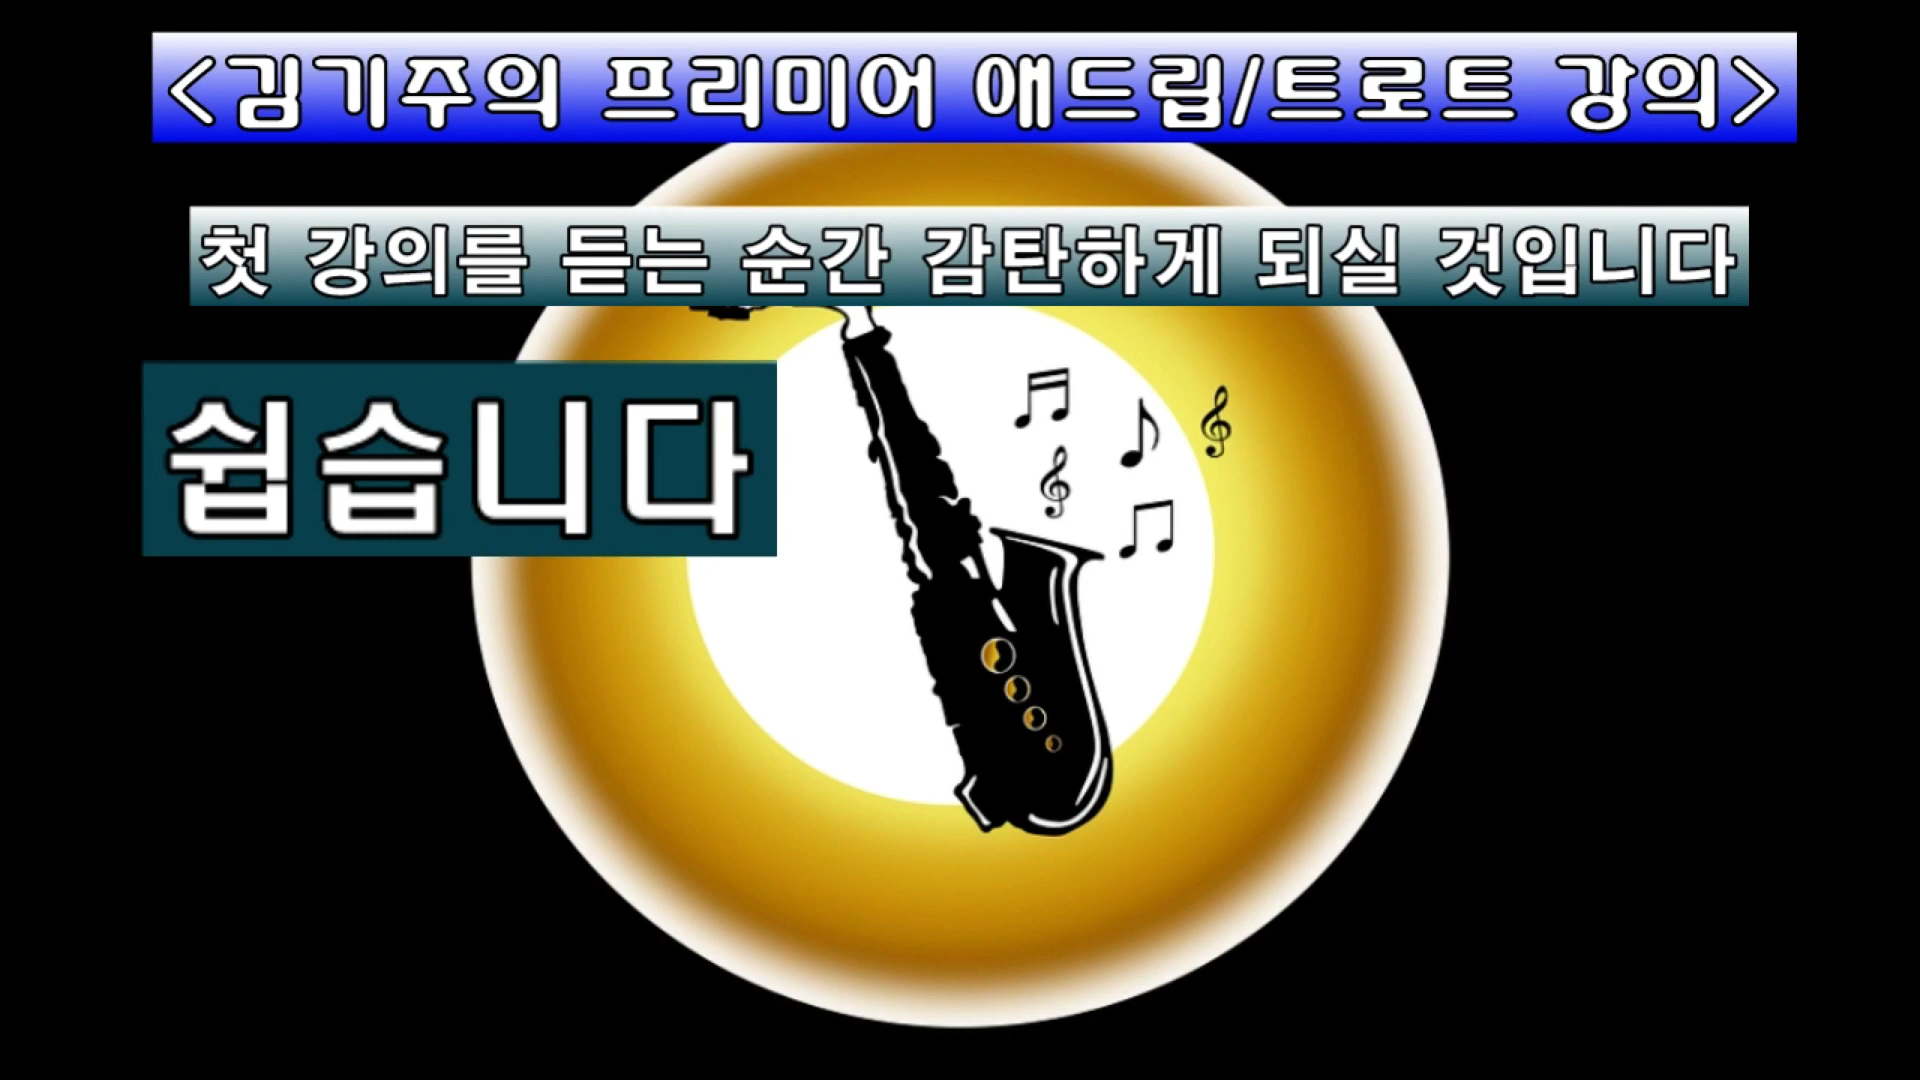 <김기주의 프리미어 애드립/트로트 강의>
첫 강의를 듣는 순간 감탄하게 되실 것입니다
쉽습니다